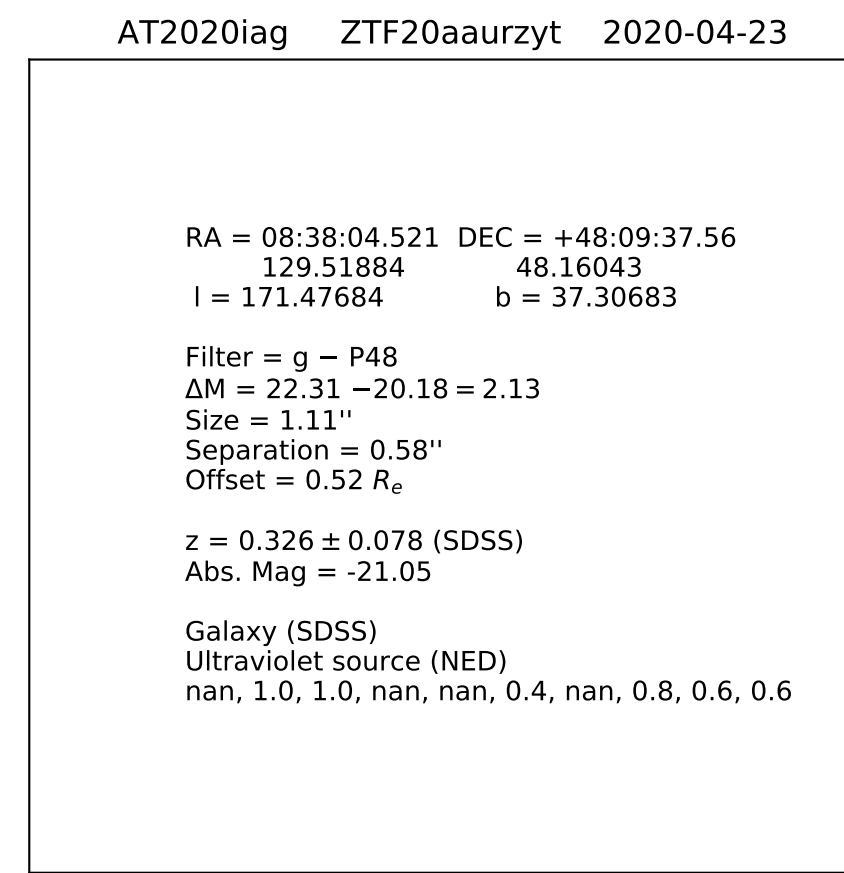 AT2020iag ZTF20aaurzyt 2020-04-23
RA = 08:38:04.521 DEC = +48:09:37.56
129.51884 48.16043
l = 171.47684 b = 37.30683
Filter = g − P48
ΔM = 22.31 −20.18 = 2.13
Size = 1.11''
Separation = 0.58''
Offset = 0.52 Rₑ
z = 0.326 ± 0.078 (SDSS)
Abs. Mag = -21.05
Galaxy (SDSS)
Ultraviolet source (NED)
nan, 1.0, 1.0, nan, nan, 0.4, nan, 0.8, 0.6, 0.6